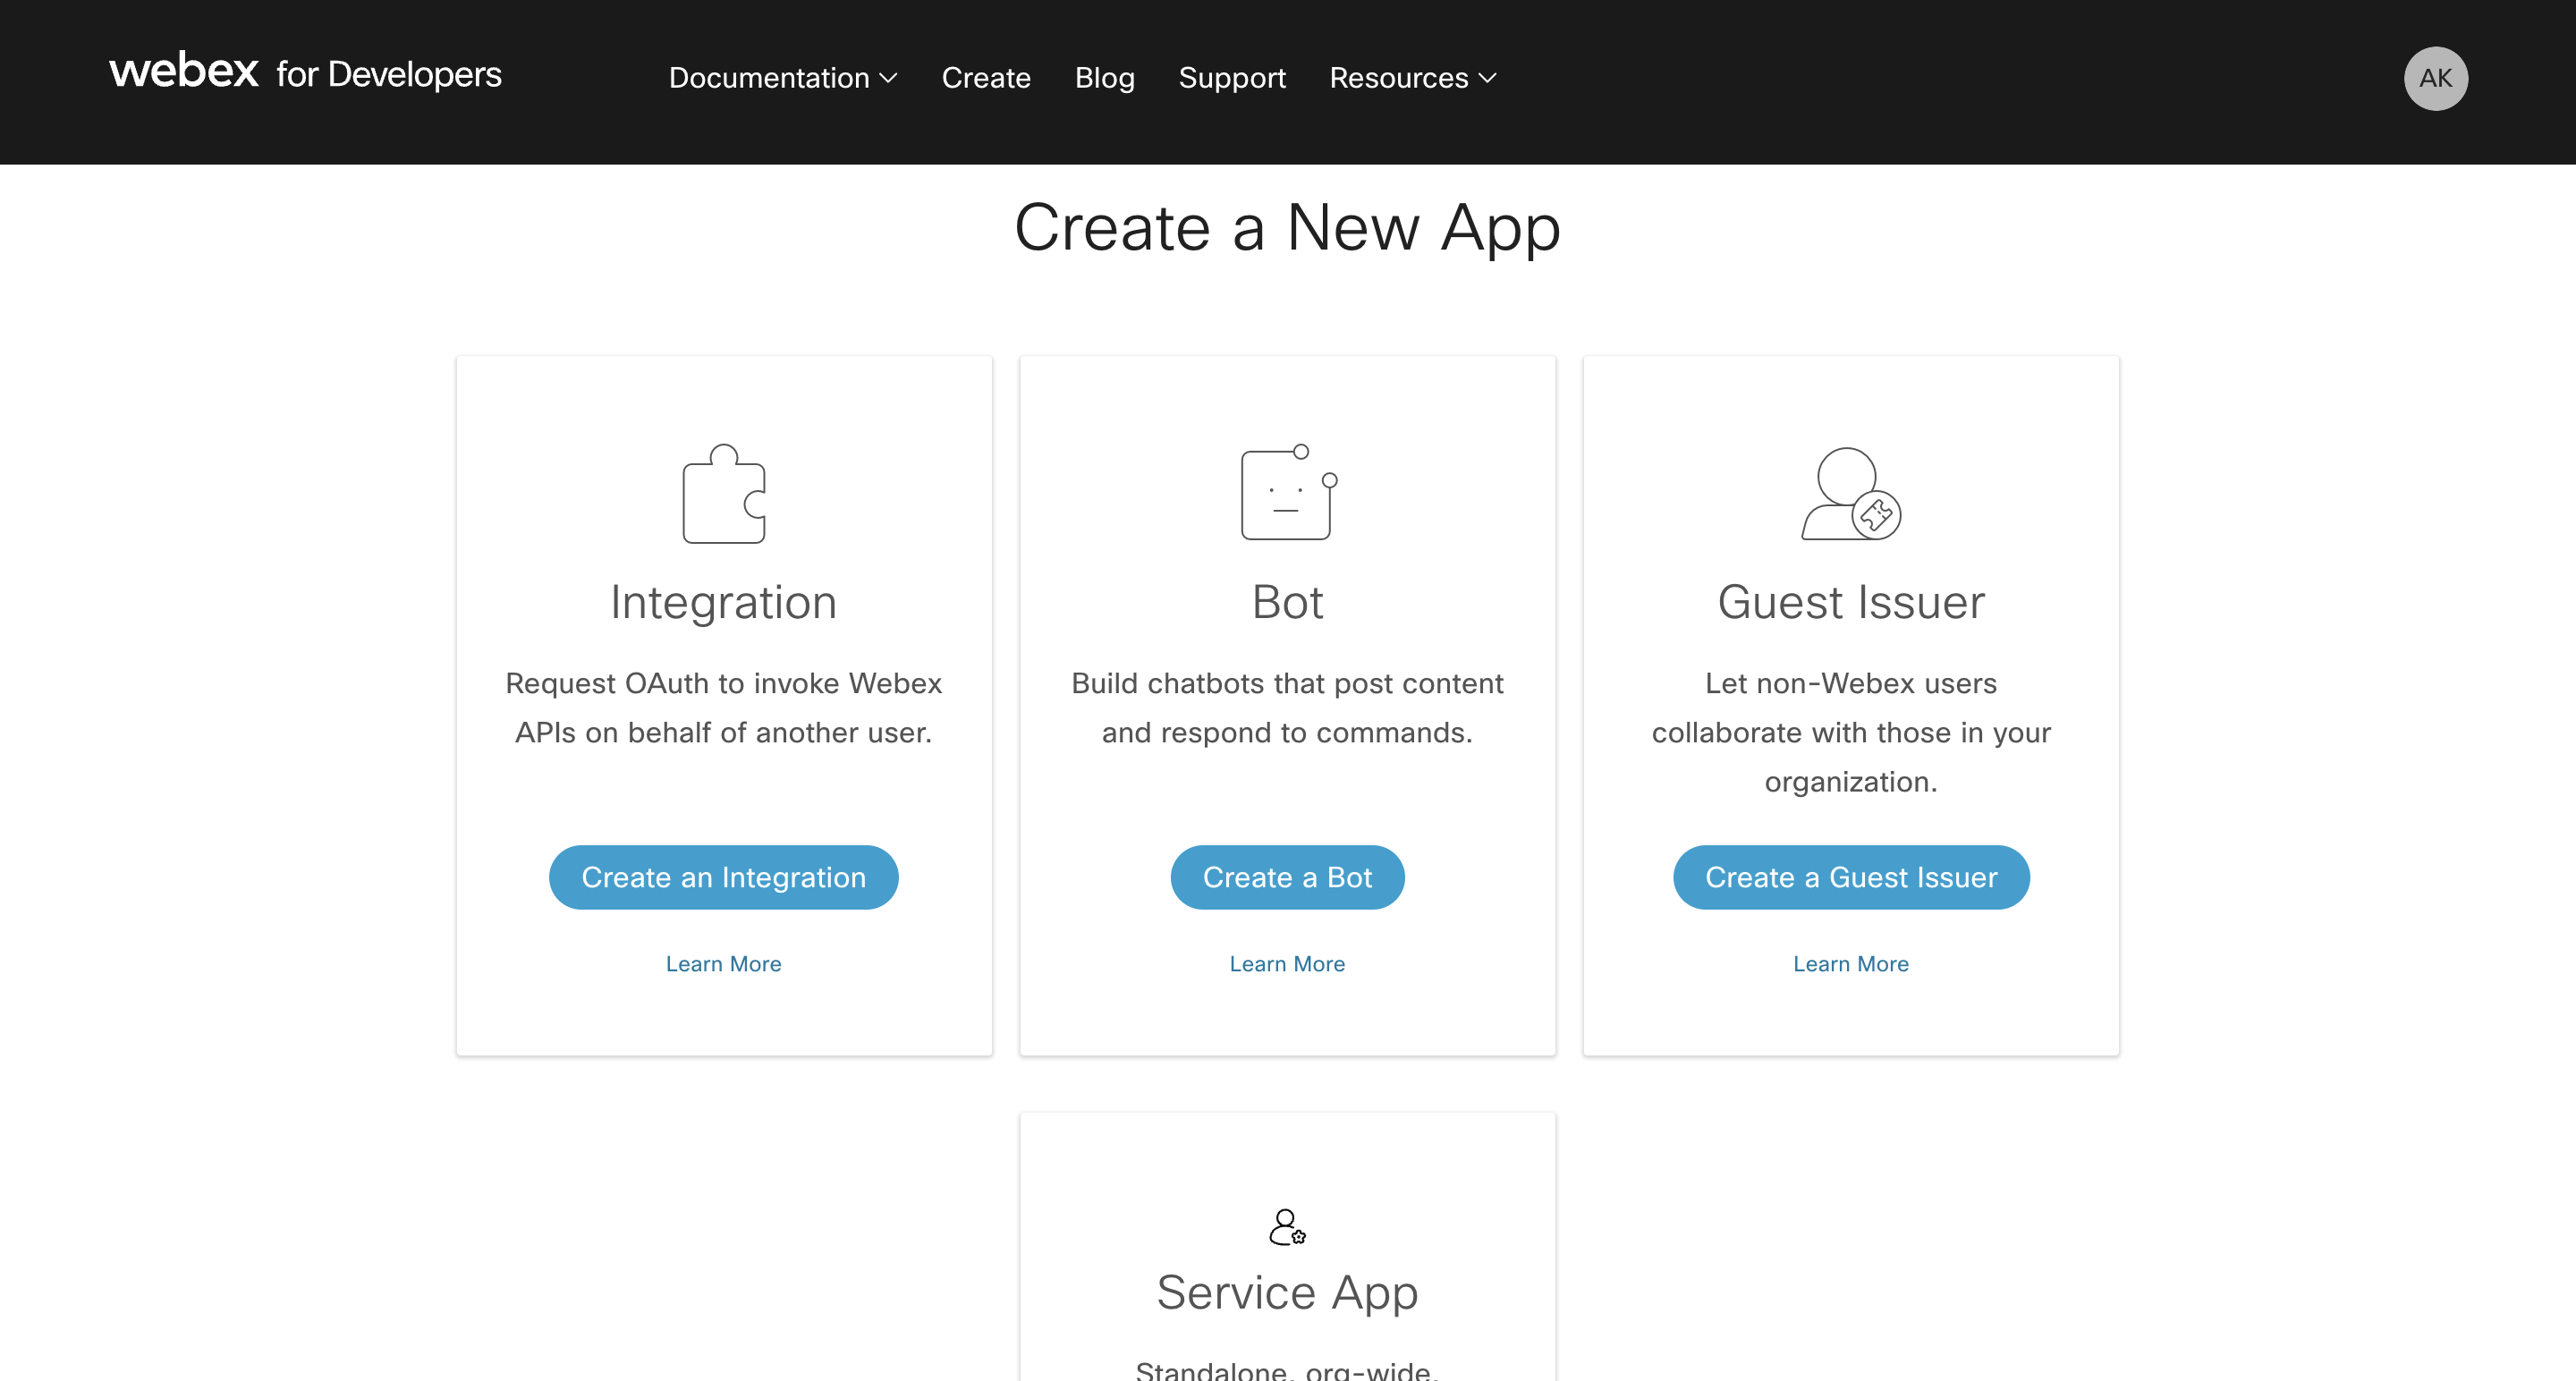 webex for Developers
Documentation
Create
Blog
Support
Resources
AK
Create a New App
Integration
Request OAuth to invoke Webex
APIs on behalf of another user.
Create an Integration
Learn More
Bot
Build chatbots that post content
and respond to commands.
Create a Bot
Learn More
Guest Issuer
Let non-Webex users
collaborate with those in your
organization.
Create a Guest Issuer
Learn More
Service App
Standalone, org-wide,